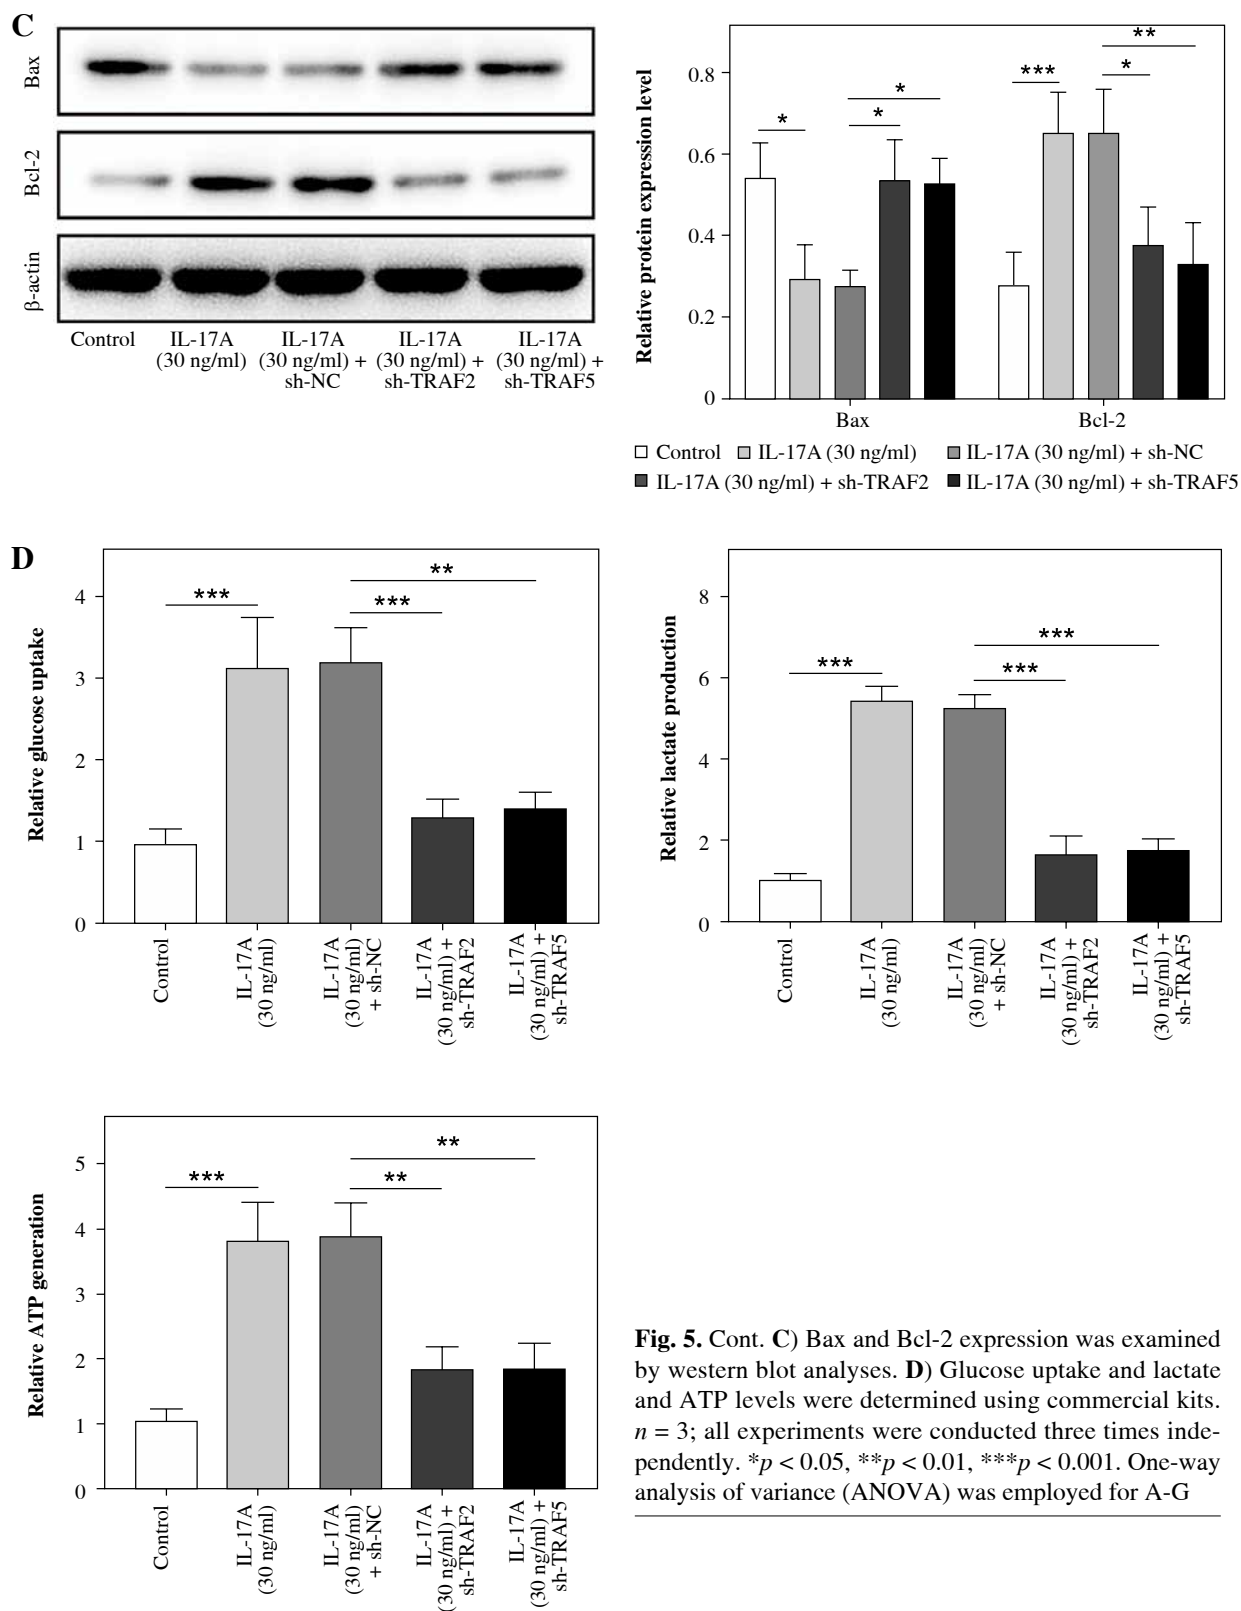 C
Bax
Bcl-2
β-actin
Control
IL-17A
(30 ng/ml)
IL-17A
(30 ng/ml) +
sh-NC
IL-17A
(30 ng/ml) +
sh-TRAF2
IL-17A
(30 ng/ml) +
sh-TRAF5
Relative protein expression level
0.8
0.6
0.4
0.2
0
*
*
*
***
*
**
Bax
Bcl-2
Control
IL-17A (30 ng/ml)
IL-17A (30 ng/ml) + sh-NC
IL-17A (30 ng/ml) + sh-TRAF2
IL-17A (30 ng/ml) + sh-TRAF5
D
Relative glucose uptake
4
3
2
1
0
***
***
**
Control
IL-17A
(30 ng/ml)
IL-17A
(30 ng/ml)
+ sh-NC
IL-17A
(30 ng/ml) +
sh-TRAF2
IL-17A
(30 ng/ml) +
sh-TRAF5
Relative lactate production
8
6
4
2
0
***
***
***
Control
IL-17A
(30 ng/ml)
IL-17A
(30 ng/ml)
+ sh-NC
IL-17A
(30 ng/ml) +
sh-TRAF2
IL-17A
(30 ng/ml) +
sh-TRAF5
Relative ATP generation
5
4
3
2
1
0
***
**
**
Control
IL-17A
(30 ng/ml)
IL-17A
(30 ng/ml)
+ sh-NC
IL-17A
(30 ng/ml) +
sh-TRAF2
IL-17A
(30 ng/ml) +
sh-TRAF5
Fig. 5. Cont. C) Bax and Bcl-2 expression was examined
by western blot analyses. D) Glucose uptake and lactate
and ATP levels were determined using commercial kits.
n = 3; all experiments were conducted three times inde-
pendently. *p < 0.05, **p < 0.01, ***p < 0.001. One-way
analysis of variance (ANOVA) was employed for A-G